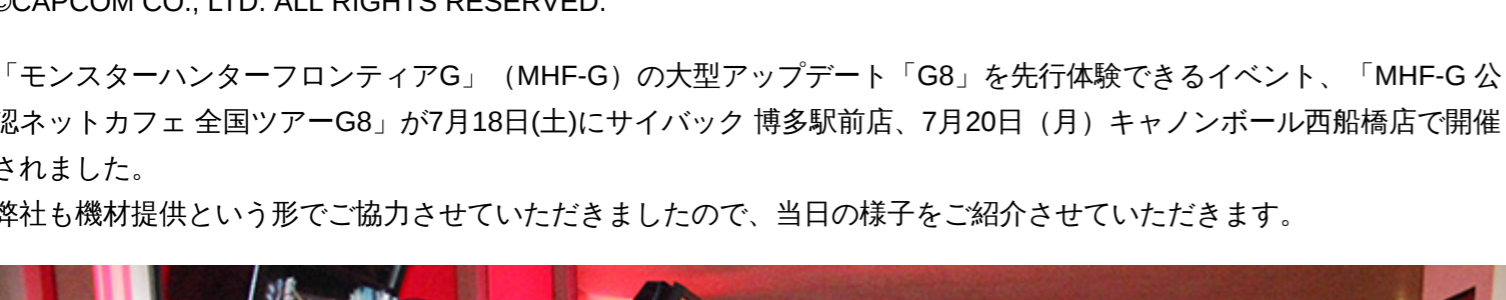 ©CAPCOM CO., LTD. ALL RIGHTS RESERVED.
「モンスターハンターフロンティアG」（MHF-G）の大型アップデート「G8」を先行体験できるイベント、「MHF-G 公
認ネットカフェ 全国ツアーG8」が7月18日(土)にサイバック 博多駅前店、7月20日（月）キャノンボール西船橋店で開催
されました。
弊社も機材提供という形でご協力させていただきましたので、当日の様子をご紹介させていただきます。